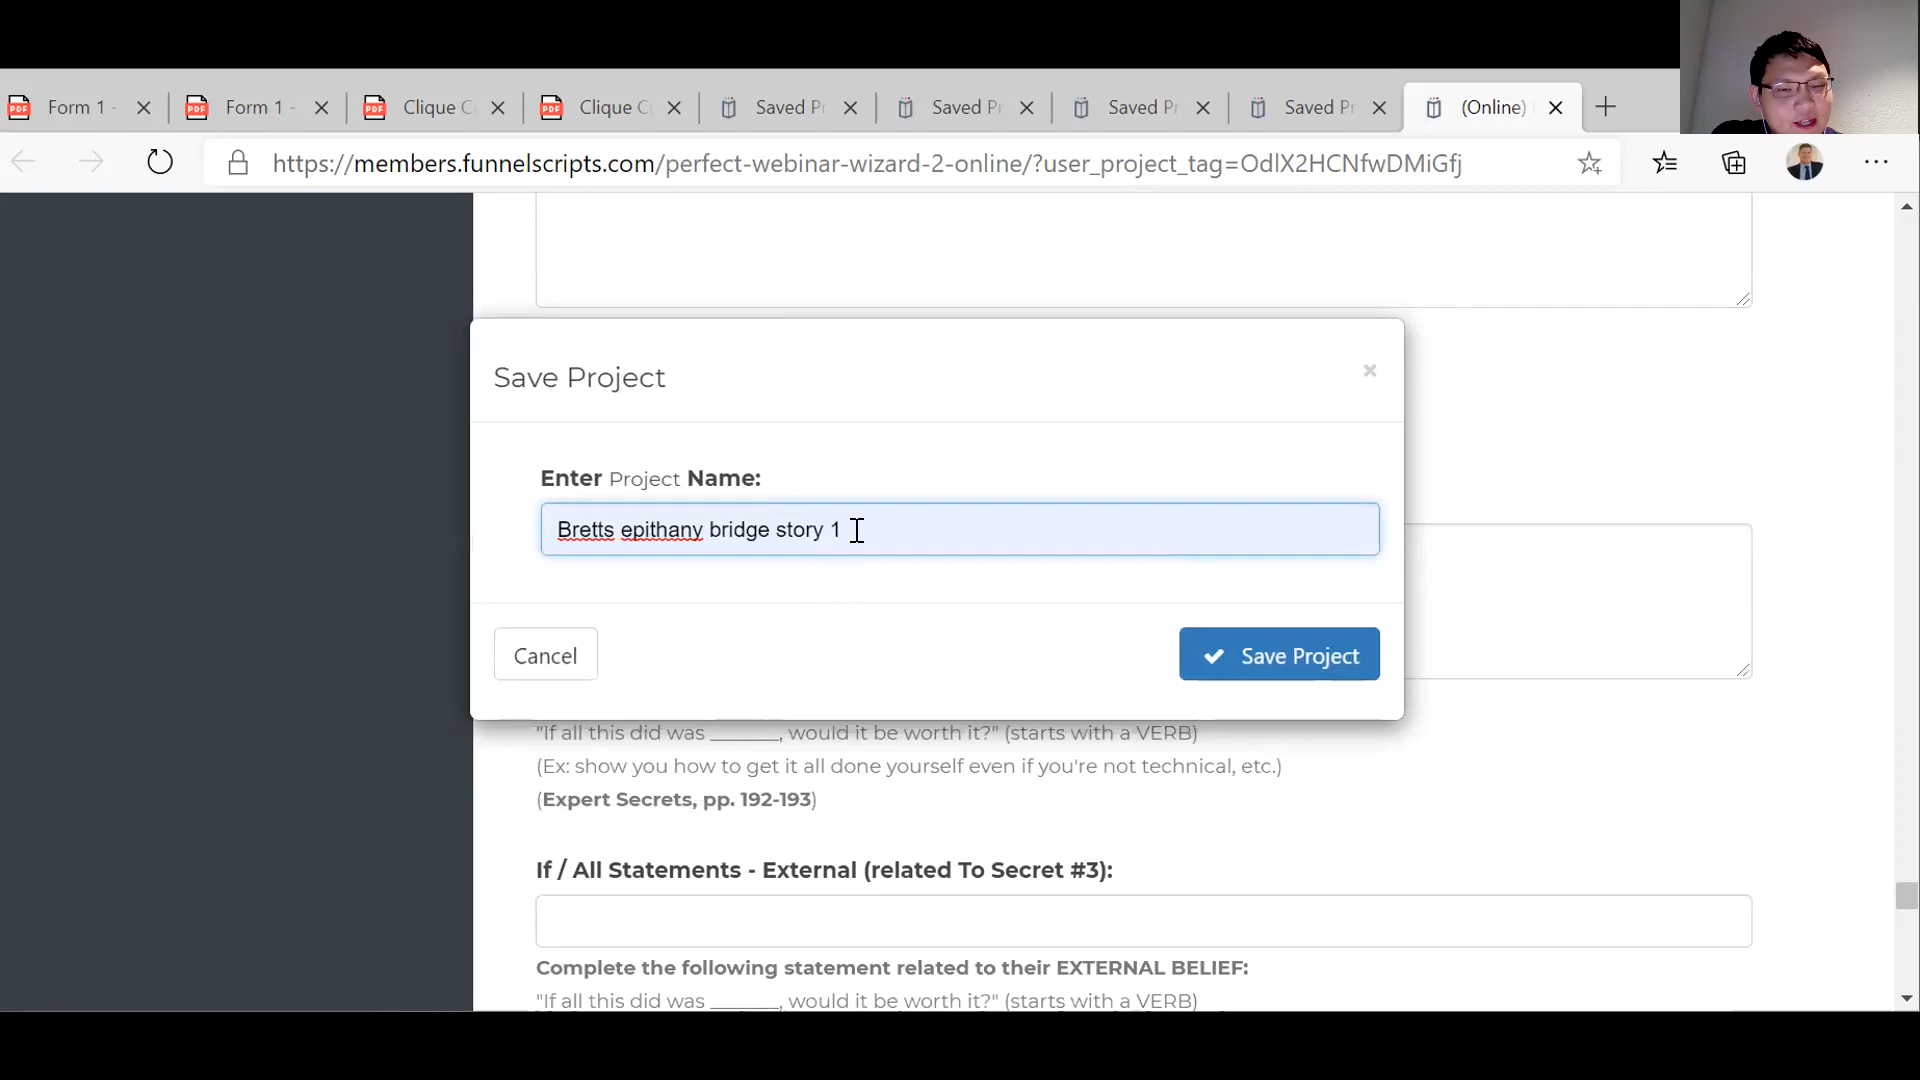 Form 1 -
Form 1 -
Clique C
Clique C
Saved Pr
Saved Pr
Saved Pr
Saved Pr
(Online)
https://members.funnelscripts.com/perfect-webinar-wizard-2-online/?user_project_tag=OdlX2HCNfwDMiGfj
Save Project
Enter Project Name:
Bretts epithany bridge story 1
Cancel
Save Project
"If all this did was ______, would it be worth it?" (starts with a VERB)
(Ex: show you how to get it all done yourself even if you're not technical, etc.)
(Expert Secrets, pp. 192-193)
If / All Statements - External (related To Secret #3):
Complete the following statement related to their EXTERNAL BELIEF:
"If all this did was ______, would it be worth it?" (starts with a VERB)